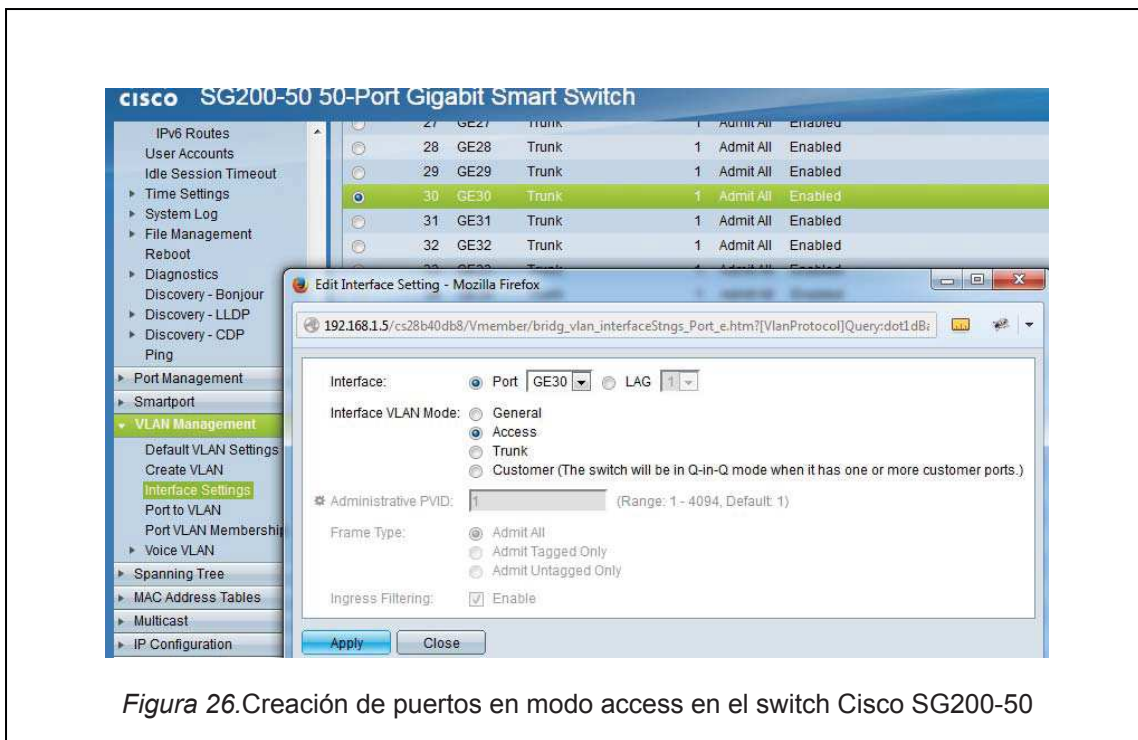 CISCO SG200-50 50-Port Gigabit Smart Switch
IPv6 Routes
User Accounts
Idle Session Timeout
Time Settings
System Log
File Management
Reboot
Diagnostics
Discovery - Bonjour
Discovery - LLDP
Discovery - CDP
Ping
Port Management
Smartport
VLAN Management
Default VLAN Settings
Create VLAN
Interface Settings
Port to VLAN
Port VLAN Membership
Voice VLAN
Spanning Tree
MAC Address Tables
Multicast
IP Configuration
27 GE27 Trunk 1 Admit All Enabled
28 GE28 Trunk 1 Admit All Enabled
29 GE29 Trunk 1 Admit All Enabled
30 GE30 Trunk 1 Admit All Enabled
31 GE31 Trunk 1 Admit All Enabled
32 GE32 Trunk 1 Admit All Enabled
Edit Interface Setting - Mozilla Firefox
192.168.1.5/cs28b40db8/Vmember/bridg_vlan_interfaceStngs_Port_e.htm?[VlanProtocol]Query:dot1dBa
Interface: Port GE30 LAG 1
Interface VLAN Mode: General
Access
Trunk
Customer (The switch will be in Q-in-Q mode when it has one or more customer ports.)
Administrative PVID: 1 (Range: 1 - 4094, Default: 1)
Frame Type: Admit All
Admit Tagged Only
Admit Untagged Only
Ingress Filtering: Enable
Apply Close
Figura 26.Creación de puertos en modo access en el switch Cisco SG200-50